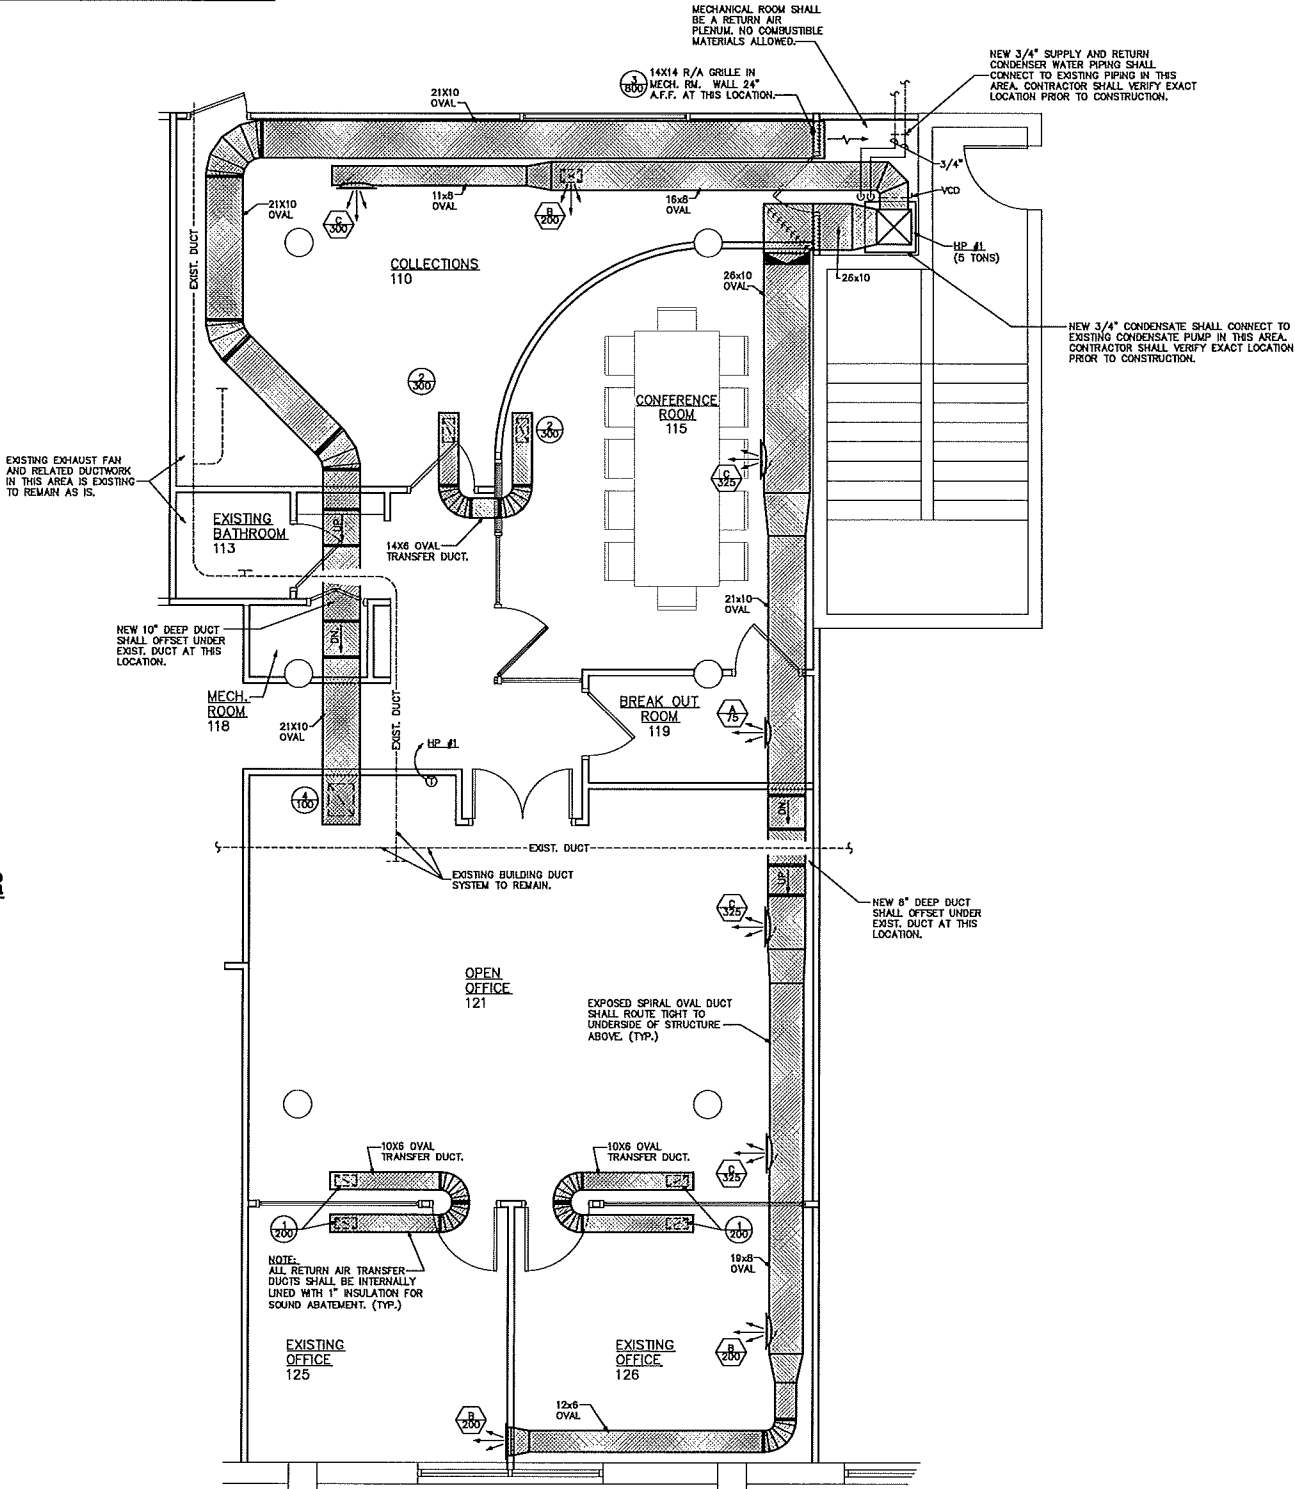 MECHANICAL ROOM SHALL
BE A RETURN AIR
PLENUM. NO COMBUSTIBLE
MATERIALS ALLOWED.
NEW 3/4" SUPPLY AND RETURN
CONDENSER WATER PIPING SHALL
CONNECT TO EXISTING PIPING IN THIS
AREA. CONTRACTOR SHALL VERIFY EXACT
LOCATION PRIOR TO CONSTRUCTION.
3
800
14X14 R/A GRILLE IN
MECH. RM. WALL 24"
A.F.F. AT THIS LOCATION.
21X10
OVAL
3/4"
VCD
11x8
OVAL
16x8
OVAL
C
300
B
200
21X10
OVAL
EXIST. DUCT
HP #1
(5 TONS)
COLLECTIONS
110
26x10
OVAL
26x10
NEW 3/4" CONDENSATE SHALL CONNECT TO
EXISTING CONDENSATE PUMP IN THIS AREA.
CONTRACTOR SHALL VERIFY EXACT LOCATION
PRIOR TO CONSTRUCTION.
2
300
2
300
CONFERENCE
ROOM
115
C
325
EXISTING EXHAUST FAN
AND RELATED DUCTWORK
IN THIS AREA IS EXISTING
TO REMAIN AS IS.
EXISTING
BATHROOM
113
UP
14X6 OVAL
TRANSFER DUCT.
21x10
OVAL
NEW 10" DEEP DUCT
SHALL OFFSET UNDER
EXIST. DUCT AT THIS
LOCATION.
DN.
MECH.
ROOM
118
21X10
OVAL
EXIST. DUCT
BREAK OUT
ROOM
119
A
75
HP #1
T
4
100
DN.
EXIST. DUCT
EXISTING BUILDING DUCT
SYSTEM TO REMAIN.
UP
NEW 8" DEEP DUCT
SHALL OFFSET UNDER
EXIST. DUCT AT THIS
LOCATION.
C
325
OPEN
OFFICE
121
EXPOSED SPIRAL OVAL DUCT
SHALL ROUTE TIGHT TO
UNDERSIDE OF STRUCTURE
ABOVE. (TYP.)
10X6 OVAL
TRANSFER DUCT.
10X6 OVAL
TRANSFER DUCT.
C
325
1
200
1
200
NOTE:
ALL RETURN AIR TRANSFER
DUCTS SHALL BE INTERNALLY
LINED WITH 1" INSULATION FOR
SOUND ABATEMENT. (TYP.)
19x8
OVAL
EXISTING
OFFICE
125
EXISTING
OFFICE
126
B
200
B
200
12x6
OVAL